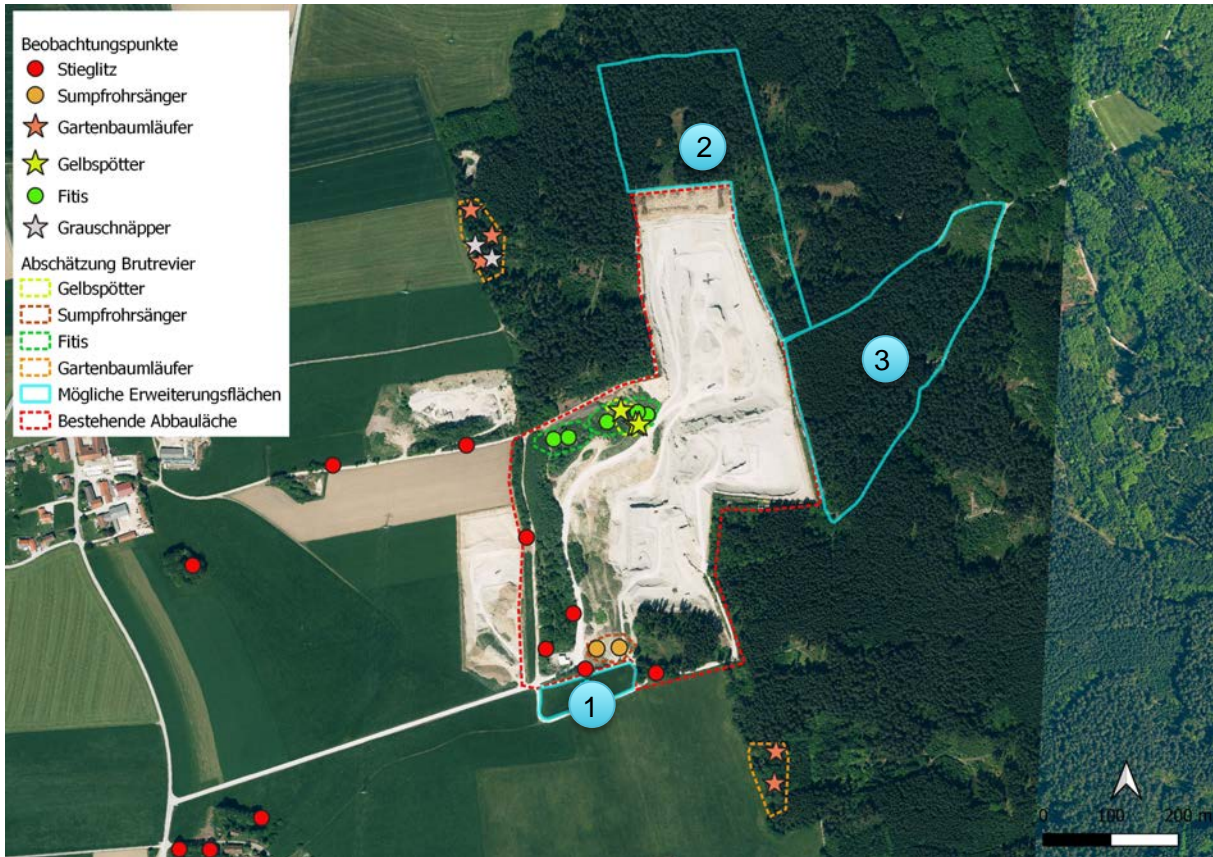 Beobachtungspunkte
Stieglitz
Sumpfrohrsänger
Gartenbaumläufer
Gelbspötter
Fitis
Grauschnäpper
Abschätzung Brutrevier
Gelbspötter
Sumpfrohrsänger
Fitis
Gartenbaumläufer
Mögliche Erweiterungsflächen
Bestehende Abbauläche
2
3
1
0 100 200 m